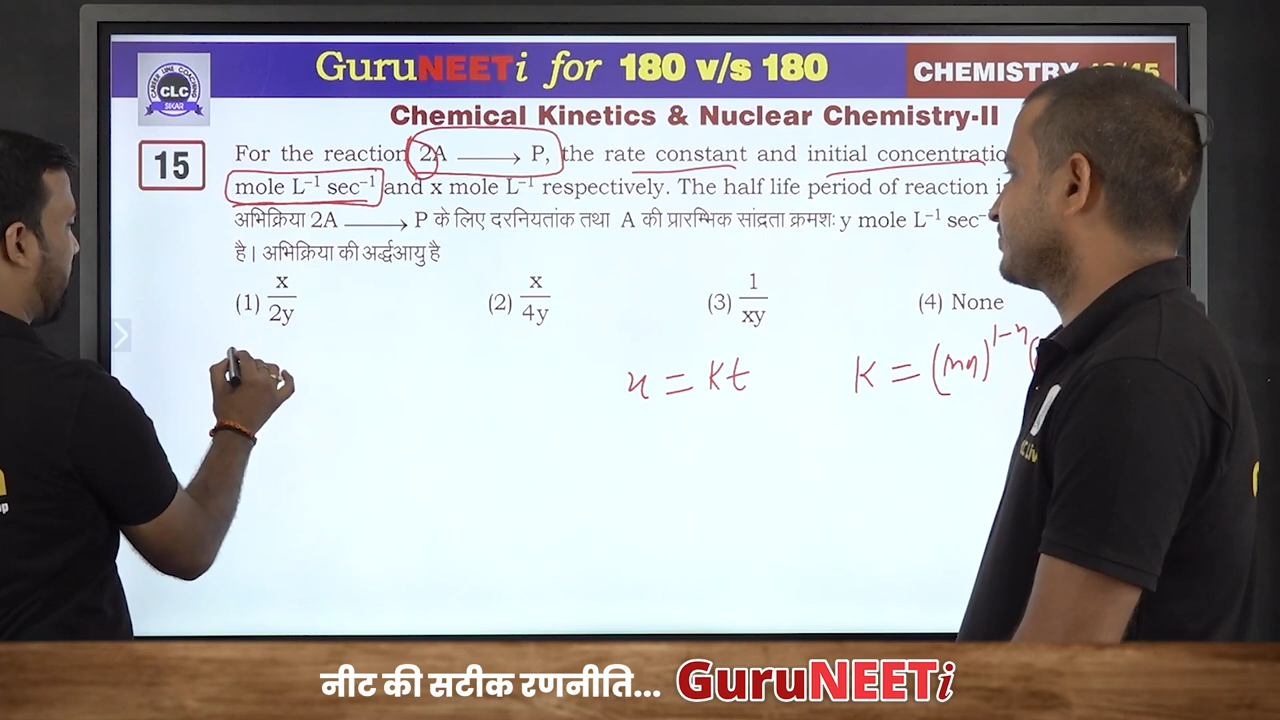 GuruNEETi for 180 v/s 180
CHEMISTRY
CLC
SIKAR
Chemical Kinetics & Nuclear Chemistry-II
15
For the reaction 2A ⟶ P, the rate constant and initial
mole L⁻¹ sec⁻¹ and x mole L⁻¹ respectively. The half life period of reaction
अभिक्रिया 2A ⟶ P के लिए दरनियतांक तथा A की प्रारम्भिक सांद्रता क्रमशः y mole L⁻¹ sec⁻
है। अभिक्रिया की अर्द्धआयु है
(1) x/2y (2) x/4y (3) 1/xy (4) None
x = Kt K =
नीट की सटीक रणनीति... GuruNEETi